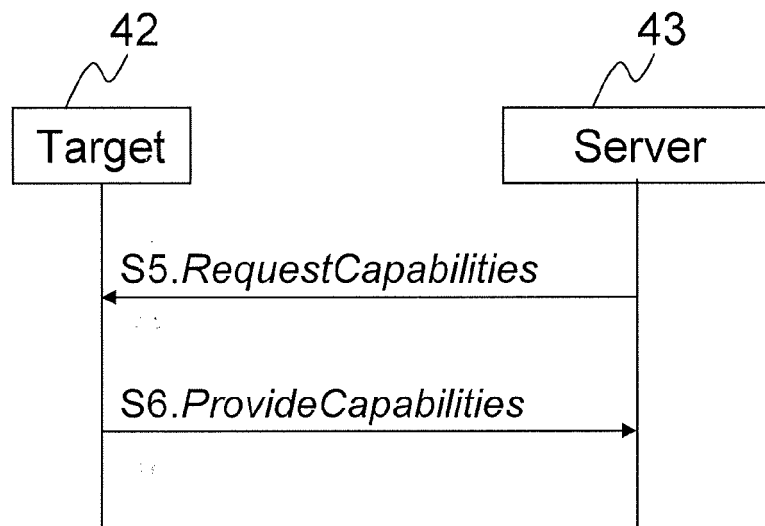 42
43
Target
Server
S5.RequestCapabilities
S6.ProvideCapabilities